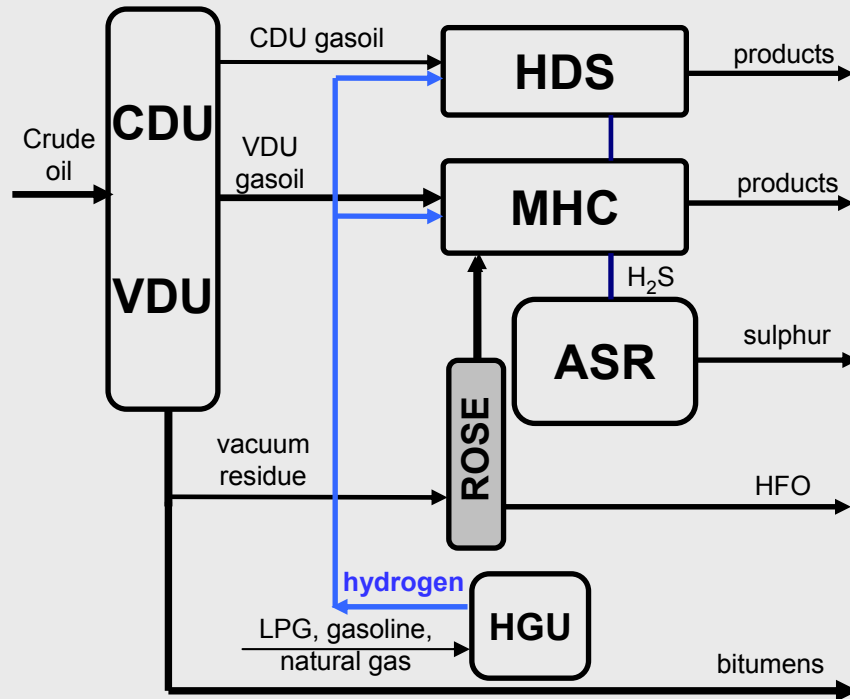 CDU gasoil
HDS
products
CDU
Crude
oil
VDU
gasoil
MHC
products
VDU
H₂S
ASR
sulphur
ROSE
vacuum
residue
HFO
hydrogen
HGU
LPG, gasoline,
natural gas
bitumens